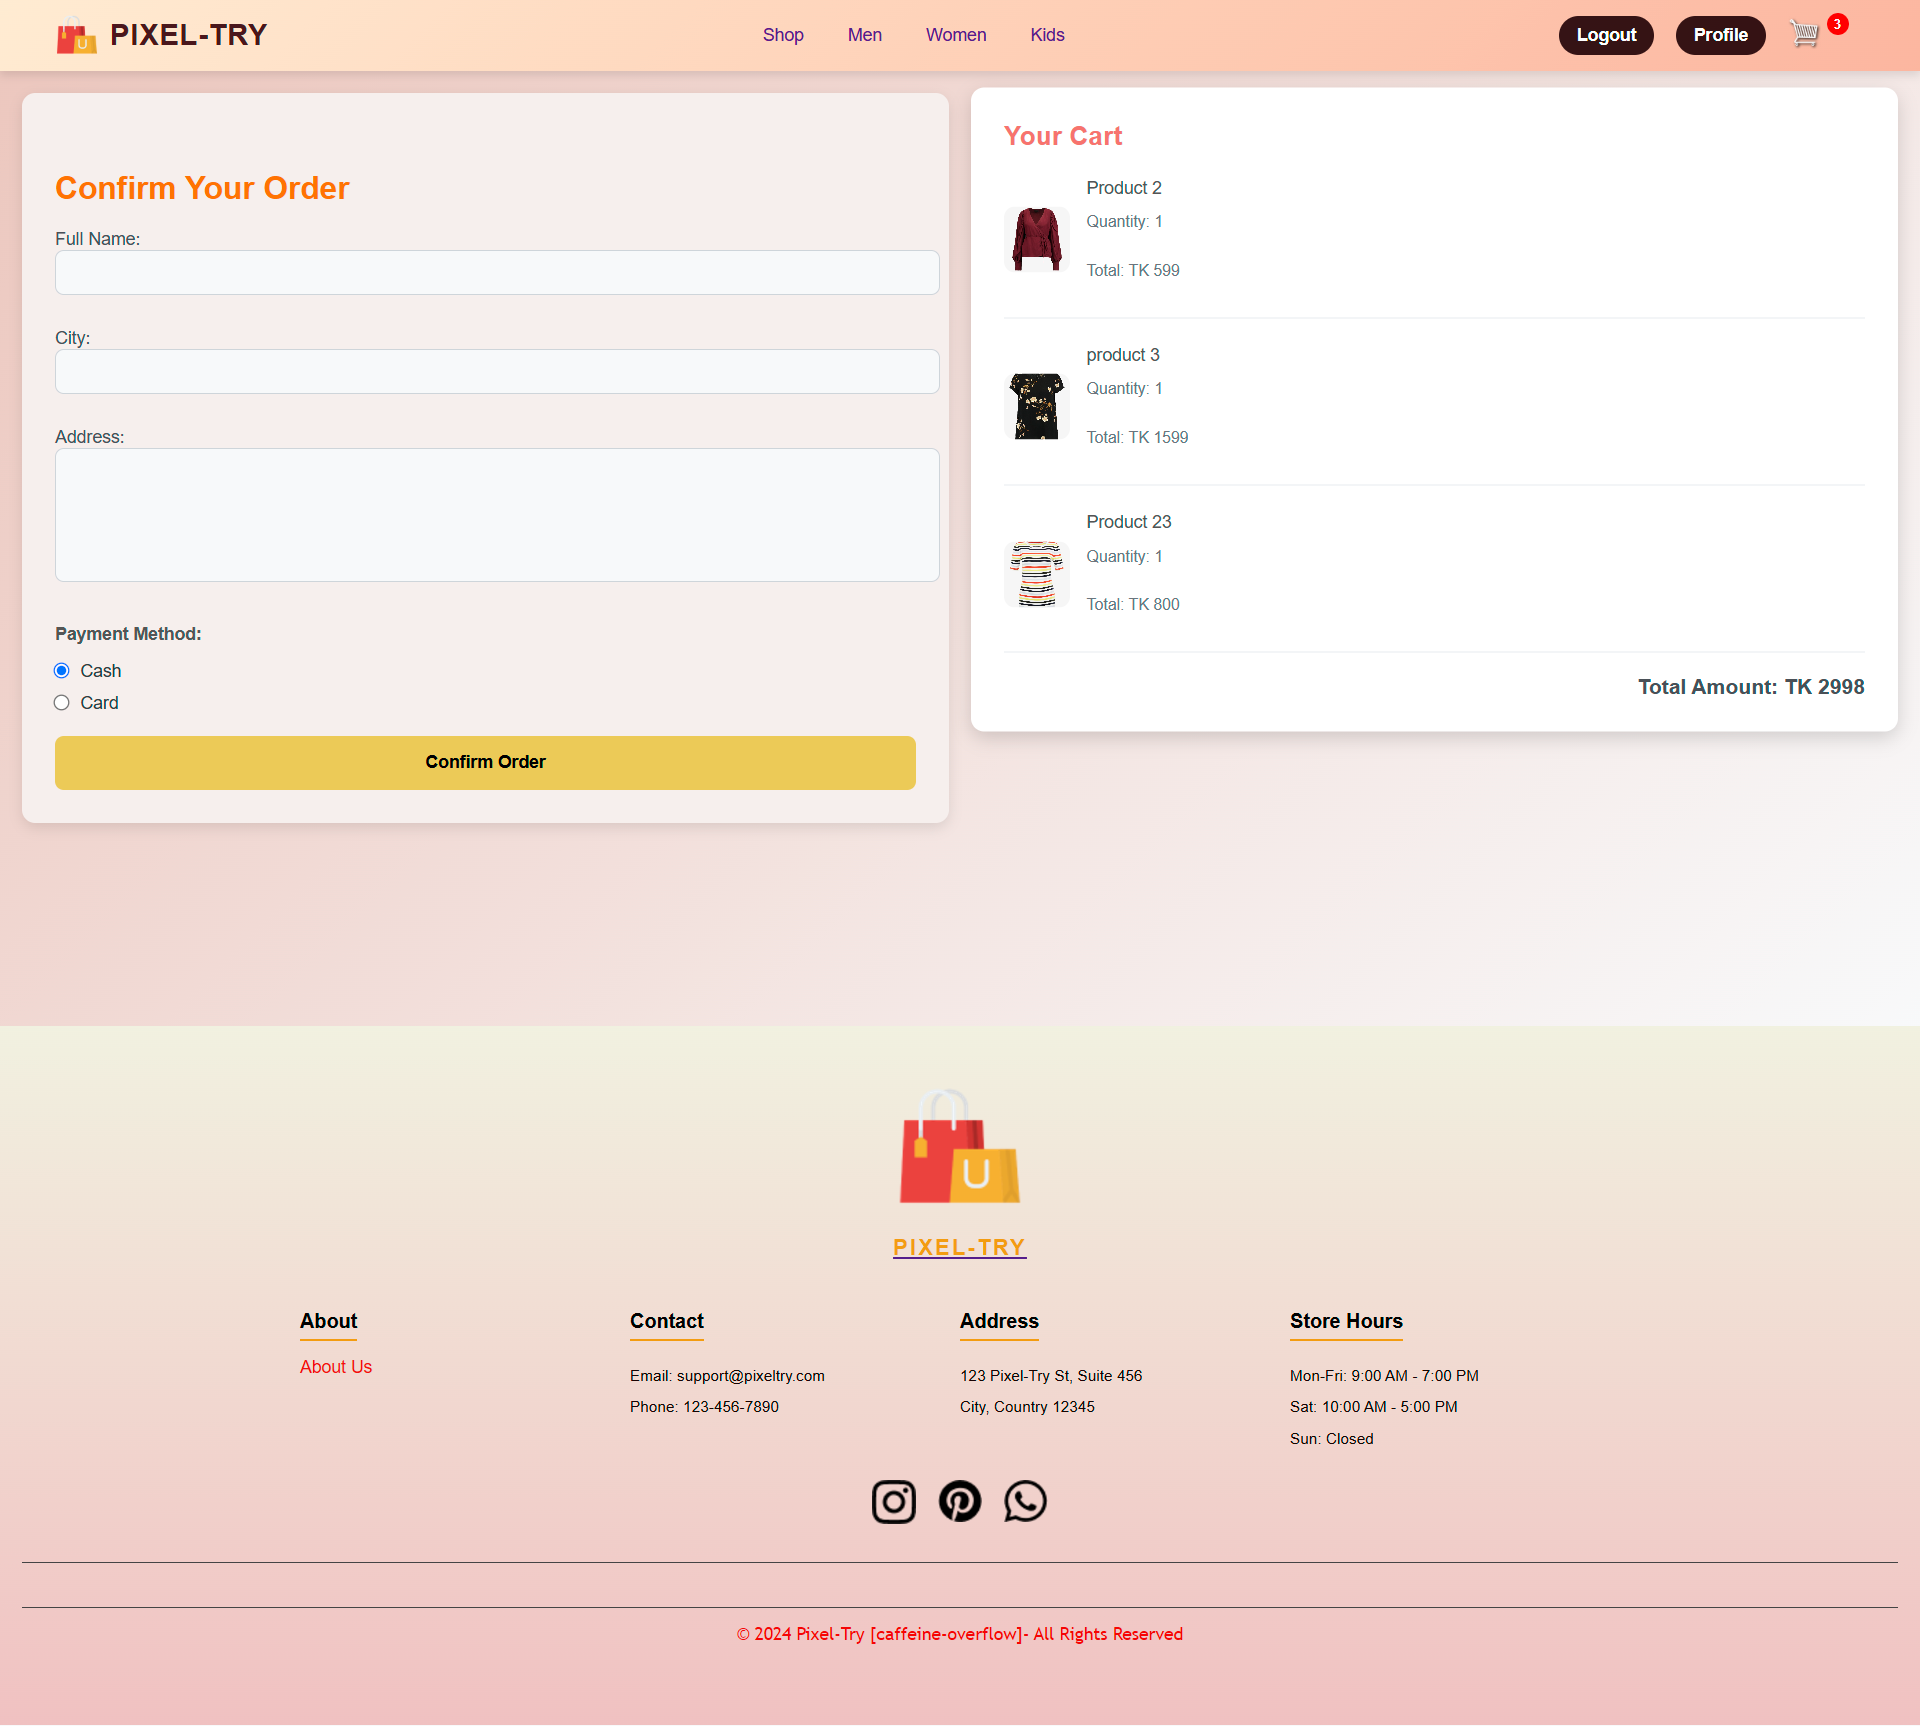 PIXEL-TRY
Shop
Men
Women
Kids
Logout
Profile
3
Confirm Your Order
Full Name:
City:
Address:
Payment Method:
Cash
Card
Confirm Order
Your Cart
Product 2
Quantity: 1
Total: TK 599
product 3
Quantity: 1
Total: TK 1599
Product 23
Quantity: 1
Total: TK 800
Total Amount: TK 2998
U
PIXEL-TRY
About
About Us
Contact
Email: support@pixeltry.com
Phone: 123-456-7890
Address
123 Pixel-Try St, Suite 456
City, Country 12345
Store Hours
Mon-Fri: 9:00 AM - 7:00 PM
Sat: 10:00 AM - 5:00 PM
Sun: Closed
© 2024 Pixel-Try [caffeine-overflow]- All Rights Reserved